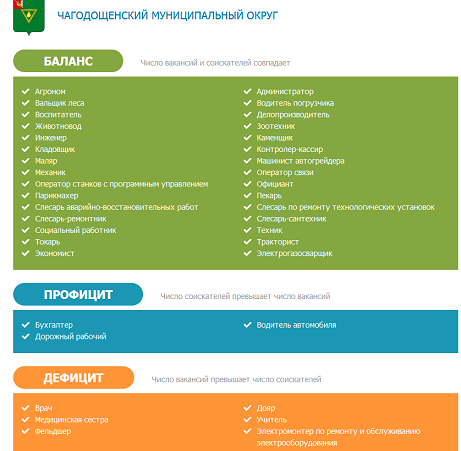 ЧАГОДОЩЕНСКИЙ МУНИЦИПАЛЬНЫЙ ОКРУГ
БАЛАНС
Число вакансий и соискателей совпадает
Агроном
Вальщик леса
Воспитатель
Животновод
Инженер
Кладовщик
Маляр
Механик
Оператор станков с программным управлением
Парикмахер
Слесарь аварийно-восстановительных работ
Слесарь-ремонтник
Социальный работник
Токарь
Экономист
Администратор
Водитель погрузчика
Делопроизводитель
Зоотехник
Каменщик
Контролер-кассир
Машинист автогрейдера
Оператор связи
Официант
Пекарь
Слесарь по ремонту технологических установок
Слесарь-сантехник
Техник
Тракторист
Электрогазосварщик
ПРОФИЦИТ
Число соискателей превышает число вакансий
Бухгалтер
Дорожный рабочий
Водитель автомобиля
ДЕФИЦИТ
Число вакансий превышает число соискателей
Врач
Медицинская сестра
Фельдшер
Дояр
Учитель
Электромонтер по ремонту и обслуживанию
электрооборудования